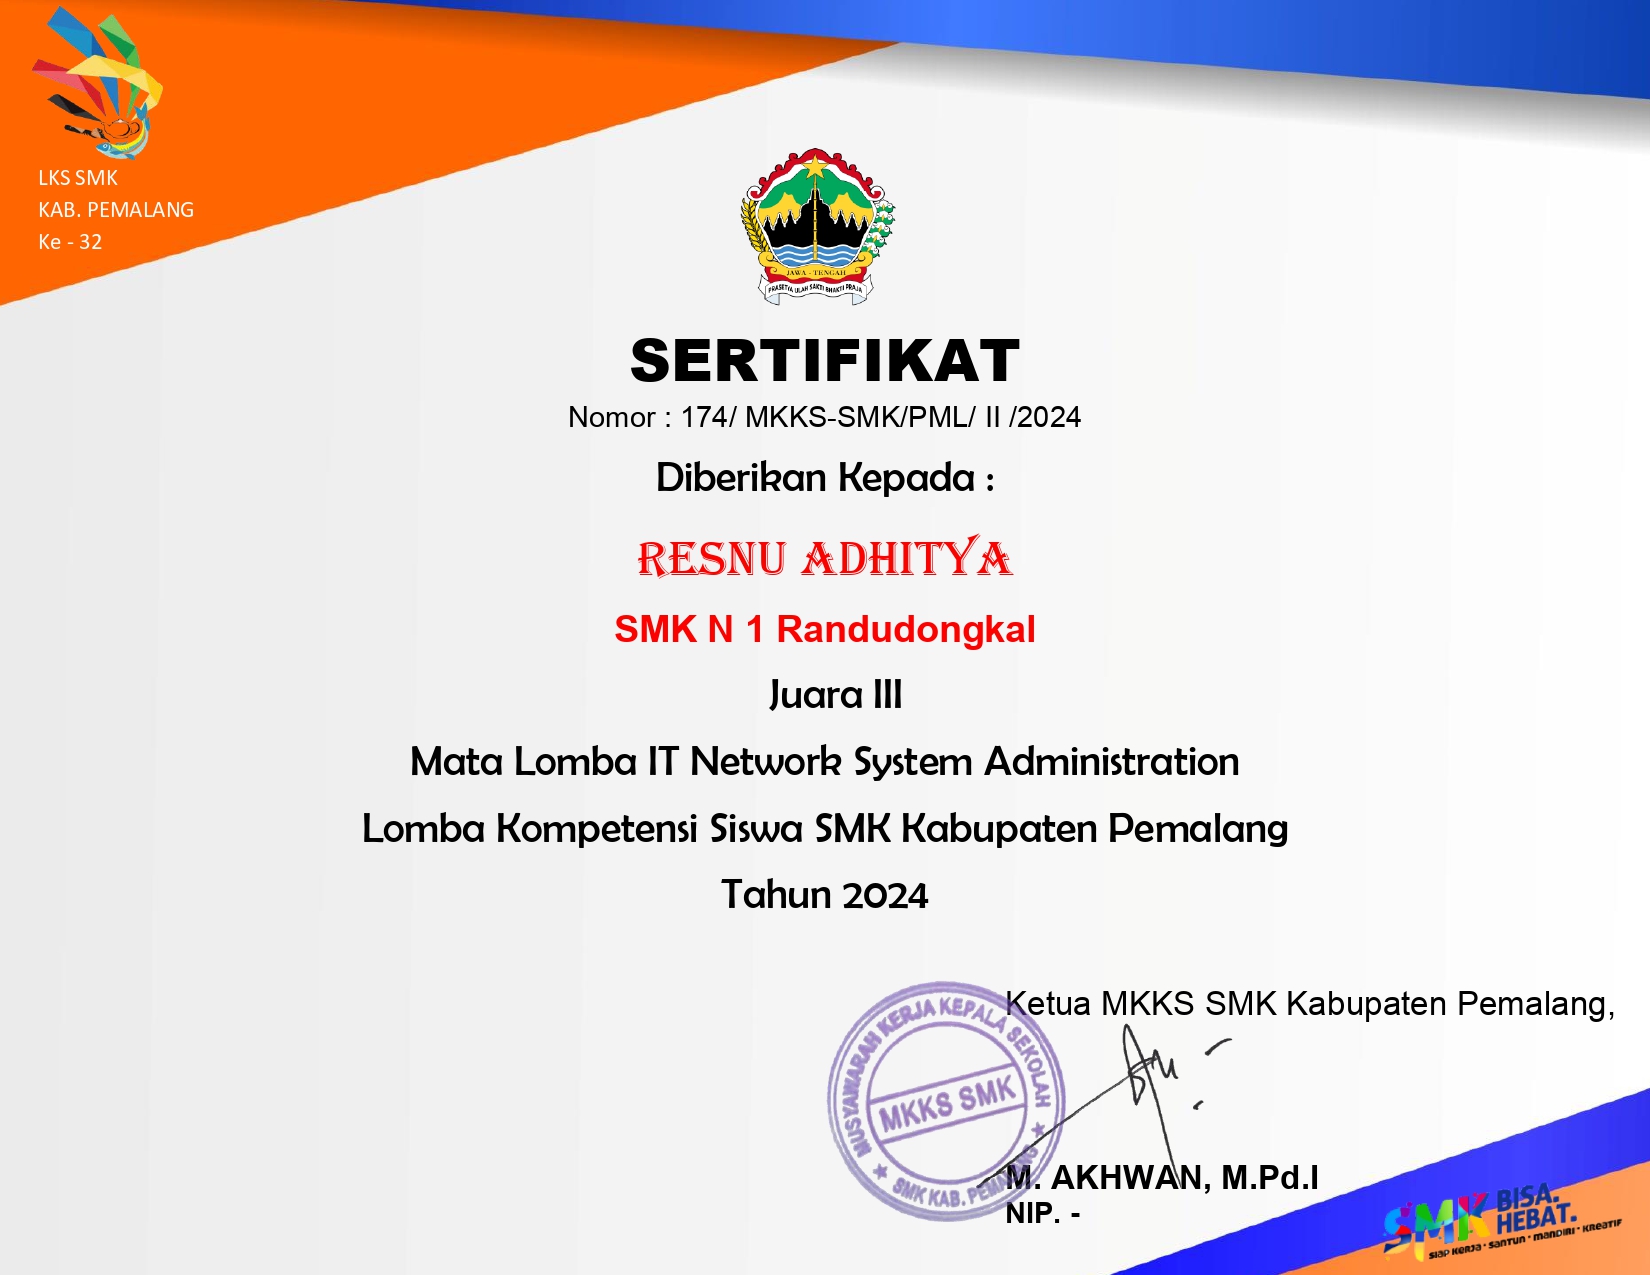 LKS SMK
KAB. PEMALANG
Ke - 32
JAWA - TENGAH
PRASETYA ULAH SAKTI BHAKTI PRAJA
SERTIFIKAT
Nomor : 174/ MKKS-SMK/PML/ II /2024
Diberikan Kepada :
RESNU ADHITYA
SMK N 1 Randudongkal
Juara III
Mata Lomba IT Network System Administration
Lomba Kompetensi Siswa SMK Kabupaten Pemalang
Tahun 2024
Ketua MKKS SMK Kabupaten Pemalang,
MUSYAWARAH KERJA KEPALA SEKOLAH
MKKS SMK
SMK KAB. PEMALANG
M. AKHWAN, M.Pd.I
NIP. -
SMK BISA.
HEBAT.
SIAP KERJA • SANTUN • MANDIRI • KREATIF